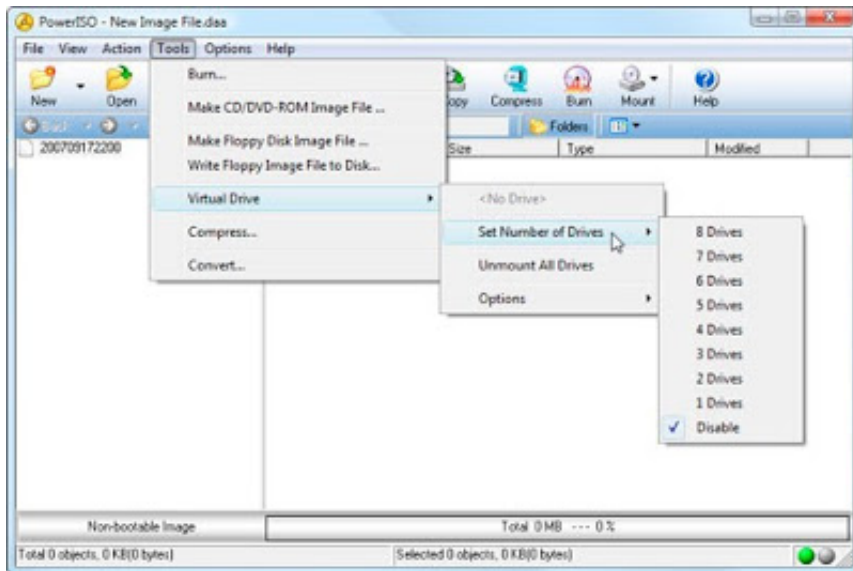 PowerISO - New Image File.daa
File View Action Tools Options Help
New Open Copy Compress Burn Mount Help
Back Folders
200709172200 Size Type Modified
Burn...
Make CD/DVD-ROM Image File ...
Make Floppy Disk Image File ...
Write Floppy Image File to Disk...
Virtual Drive
Compress...
Convert...
<No Drive>
Set Number of Drives
Unmount All Drives
Options
8 Drives
7 Drives
6 Drives
5 Drives
4 Drives
3 Drives
2 Drives
1 Drives
Disable
Non-bootable Image Total 0 MB --- 0 %
Total 0 objects, 0 KB(0 bytes) Selected 0 objects, 0 KB(0 bytes)